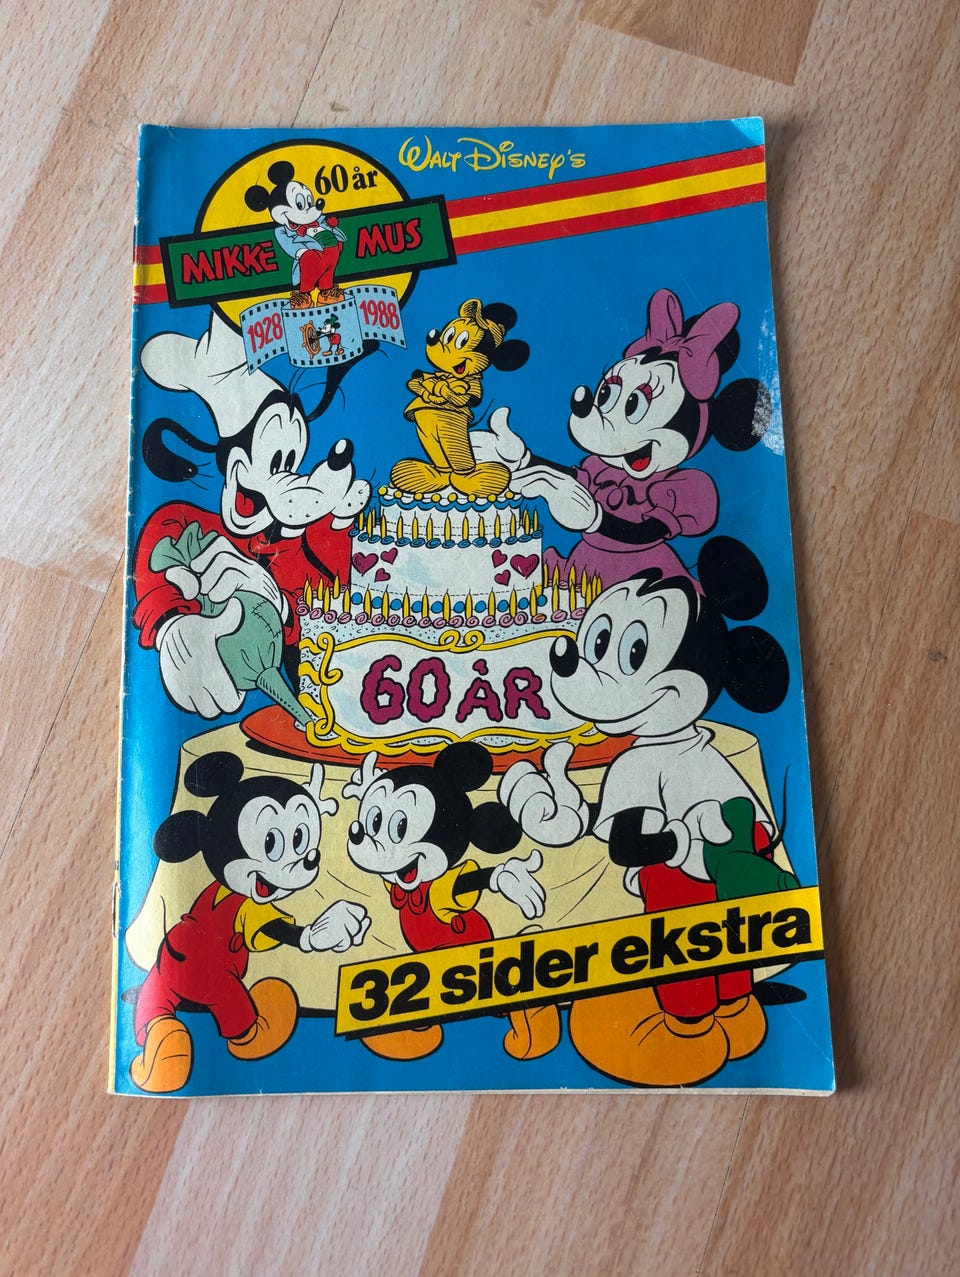 WALT DISNEY'S
60 år
MIKKE MUS
1928 1988
60 ÅR
32 sider ekstra